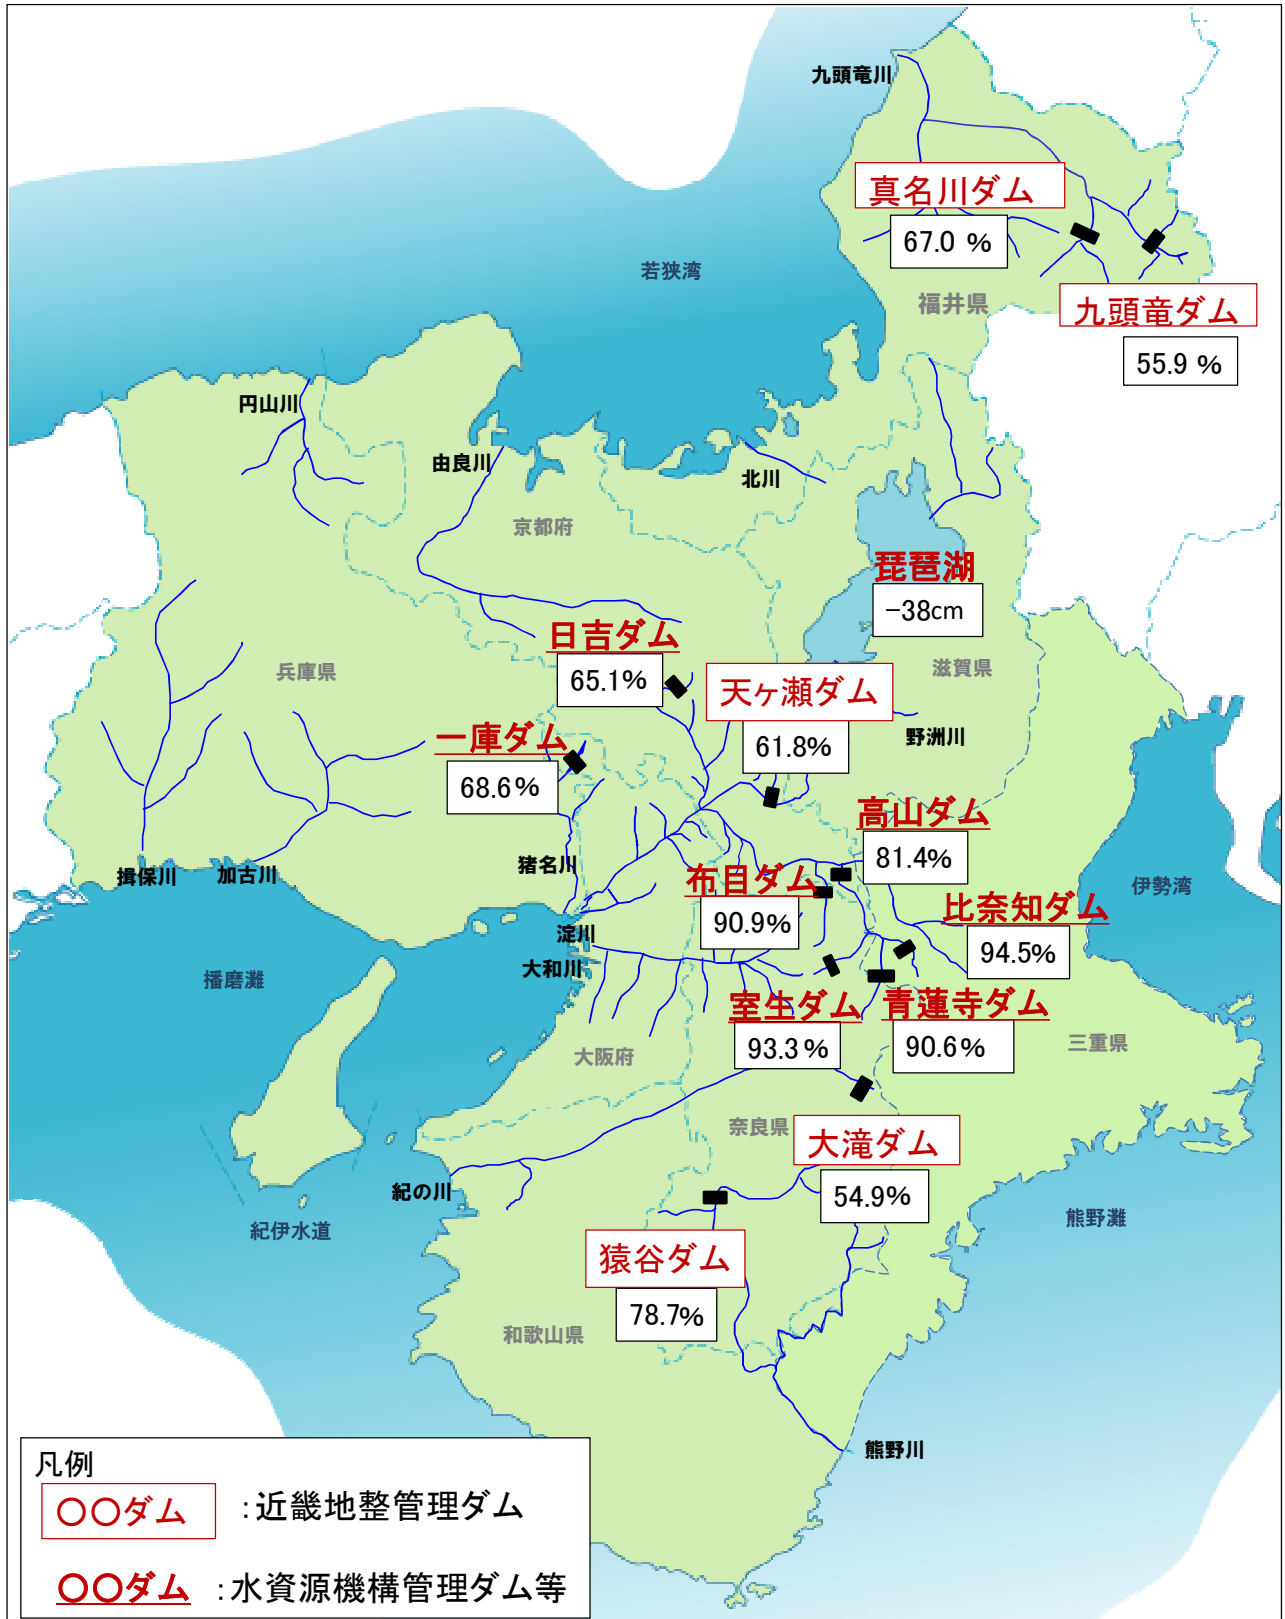 九頭竜川
真名川ダム
67.0 %
若狭湾
福井県
九頭竜ダム
55.9 %
円山川
由良川
北川
京都府
琵琶湖
-38cm
日吉ダム
65.1%
兵庫県
滋賀県
天ヶ瀬ダム
61.8%
野洲川
一庫ダム
68.6%
高山ダム
81.4%
猪名川
揖保川
加古川
布目ダム
90.9%
伊勢湾
比奈知ダム
94.5%
淀川
大和川
播磨灘
室生ダム
93.3%
青蓮寺ダム
90.6%
大阪府
三重県
奈良県
大滝ダム
54.9%
紀の川
紀伊水道
熊野灘
猿谷ダム
78.7%
和歌山県
熊野川
凡例
〇〇ダム :近畿地整管理ダム
〇〇ダム :水資源機構管理ダム等